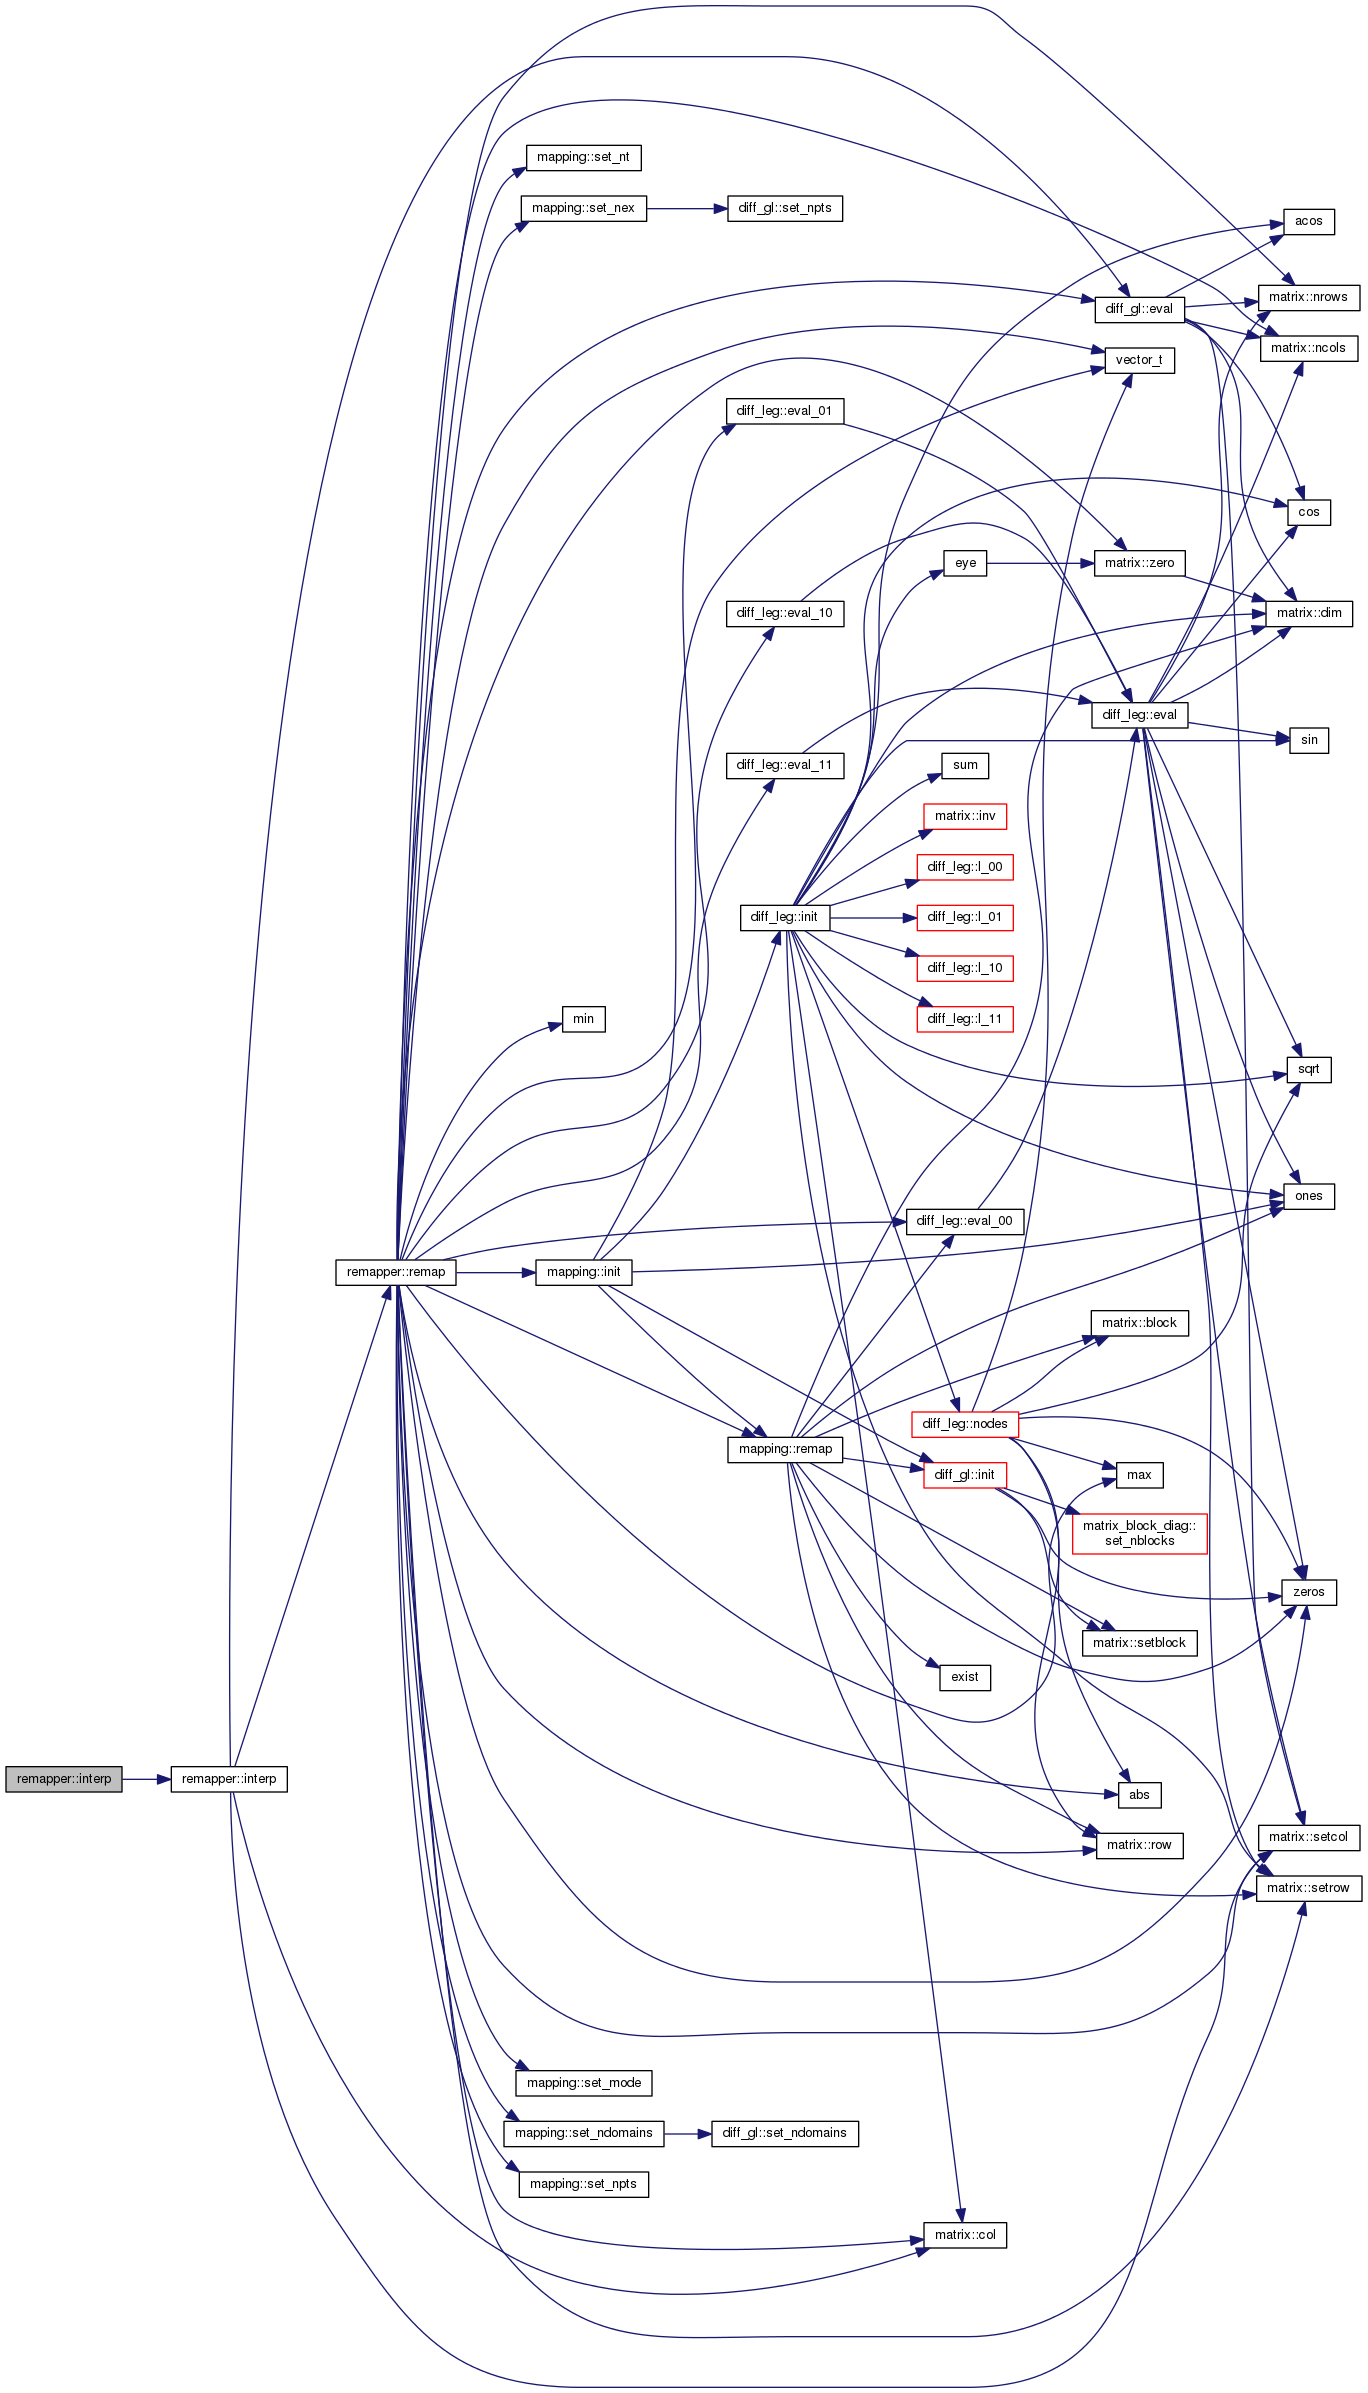 mapping::set_nt
mapping::set_nex
diff_gl::set_npts
acos
matrix::nrows
diff_gl::eval
matrix::ncols
vector_t
diff_leg::eval_01
cos
eye
matrix::zero
diff_leg::eval_10
matrix::dim
diff_leg::eval
sin
diff_leg::eval_11
sum
matrix::inv
diff_leg::l_00
diff_leg::init
diff_leg::l_01
diff_leg::l_10
min
diff_leg::l_11
sqrt
ones
diff_leg::eval_00
remapper::remap
mapping::init
matrix::block
diff_leg::nodes
mapping::remap
diff_gl::init
max
matrix_block_diag::
set_nblocks
zeros
matrix::setblock
exist
remapper::interp
remapper::interp
abs
matrix::row
matrix::setcol
matrix::setrow
mapping::set_mode
mapping::set_ndomains
diff_gl::set_ndomains
mapping::set_npts
matrix::col